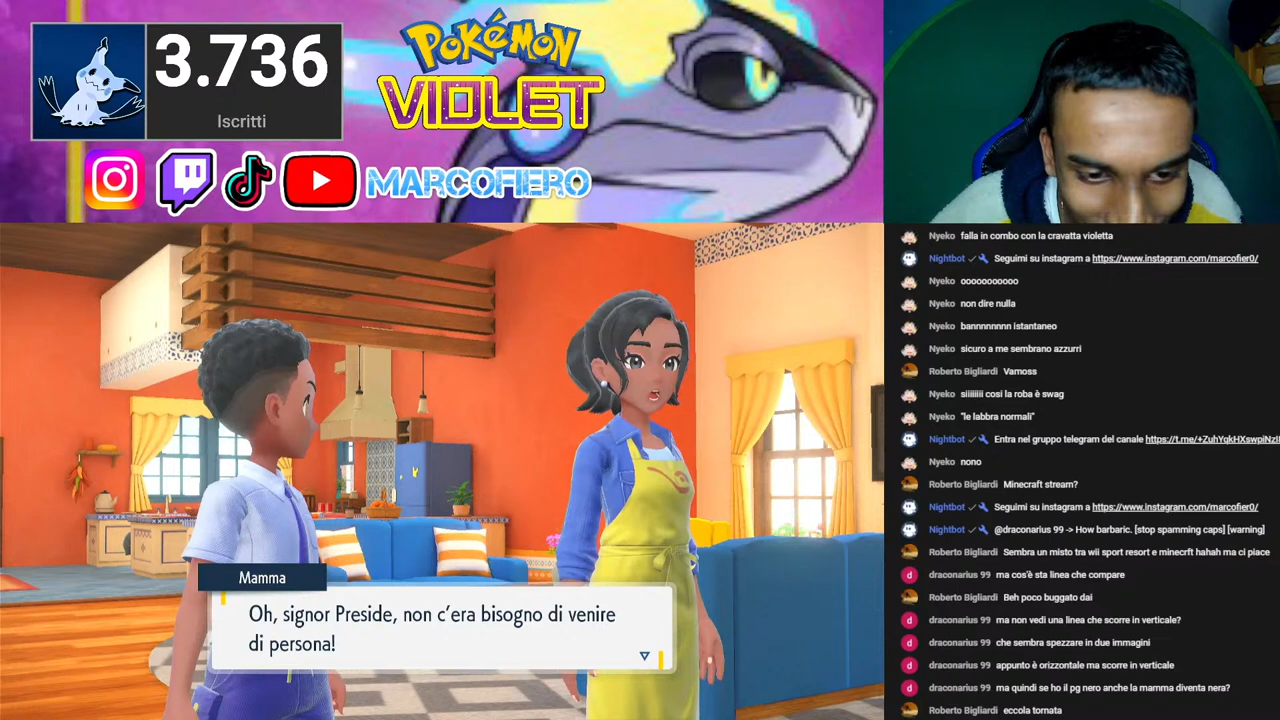 3.736
Iscritti
POKÉMON
VIOLET
MARCOFIERO
Nyeko falla in combo con la cravatta violetta
Nightbot Seguimi su instagram a https://www.instagram.com/marcofier0/
Nyeko ooooooooooo
Nyeko non dire nulla
Nyeko bannnnnnnn istantaneo
Nyeko sicuro a me sembrano azzurri
Roberto Bigliardi Vamoss
Nyeko siiiiiiii cosi la roba è swag
Nyeko "le labbra normali"
Nightbot Entra nel gruppo telegram del canale
Nyeko nono
Roberto Bigliardi Minecraft stream?
Nightbot Seguimi su instagram a https://www.instagram.com/marcofier0/
Nightbot @draconarius 99 -> How barbaric. [stop spamming caps] [warning]
Roberto Bigliardi Sembra un misto tra wii sport resort e minecrft hahah ma ci piace
d draconarius 99 ma cos'è sta linea che compare
Roberto Bigliardi Beh poco buggato dai
d draconarius 99 ma non vedi una linea che scorre in verticale?
d draconarius 99 che sembra spezzare in due immagini
d draconarius 99 appunto è orizzontale ma scorre in verticale
d draconarius 99 ma quindi se ho il pg nero anche la mamma diventa nera?
Roberto Bigliardi eccola tornata
Mamma
Oh, signor Preside, non c'era bisogno di venire
di persona!